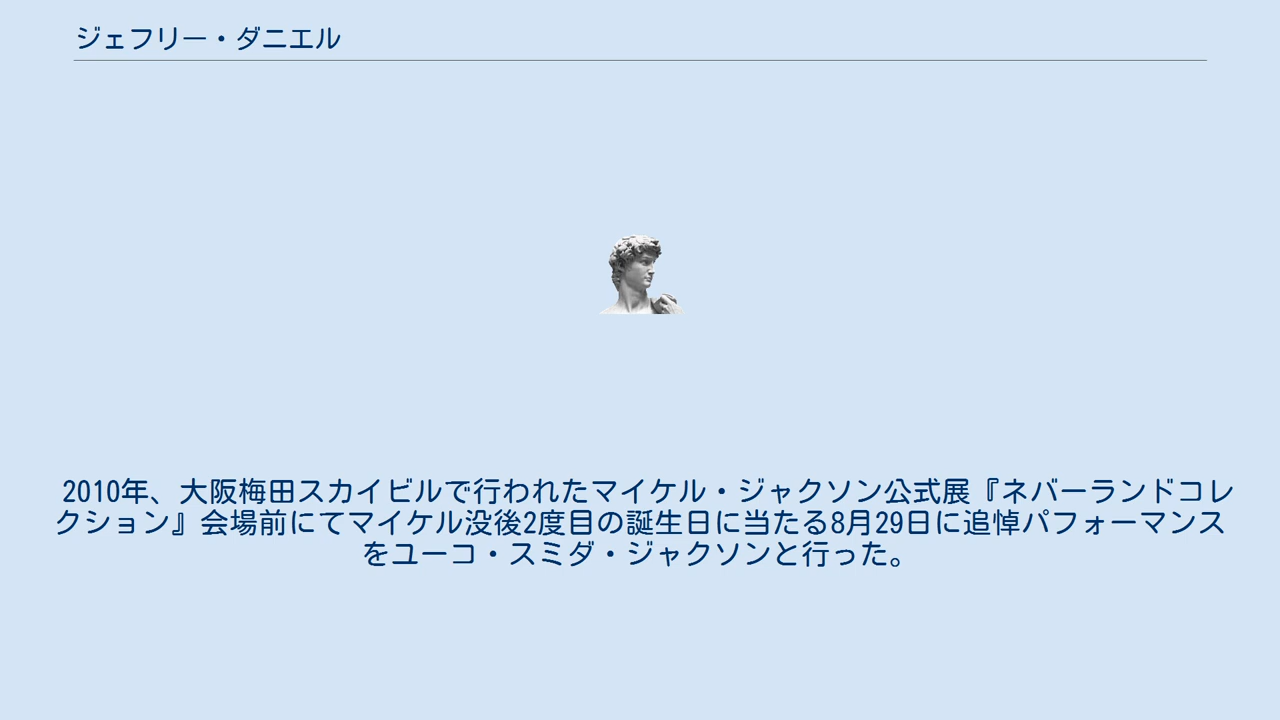 ジェフリー・ダニエル
2010年、大阪梅田スカイビルで行われたマイケル・ジャクソン公式展『ネバーランドコレ
クション』会場前にてマイケル没後2度目の誕生日に当たる8月29日に追悼パフォーマンス
をユーコ・スミダ・ジャクソンと行った。